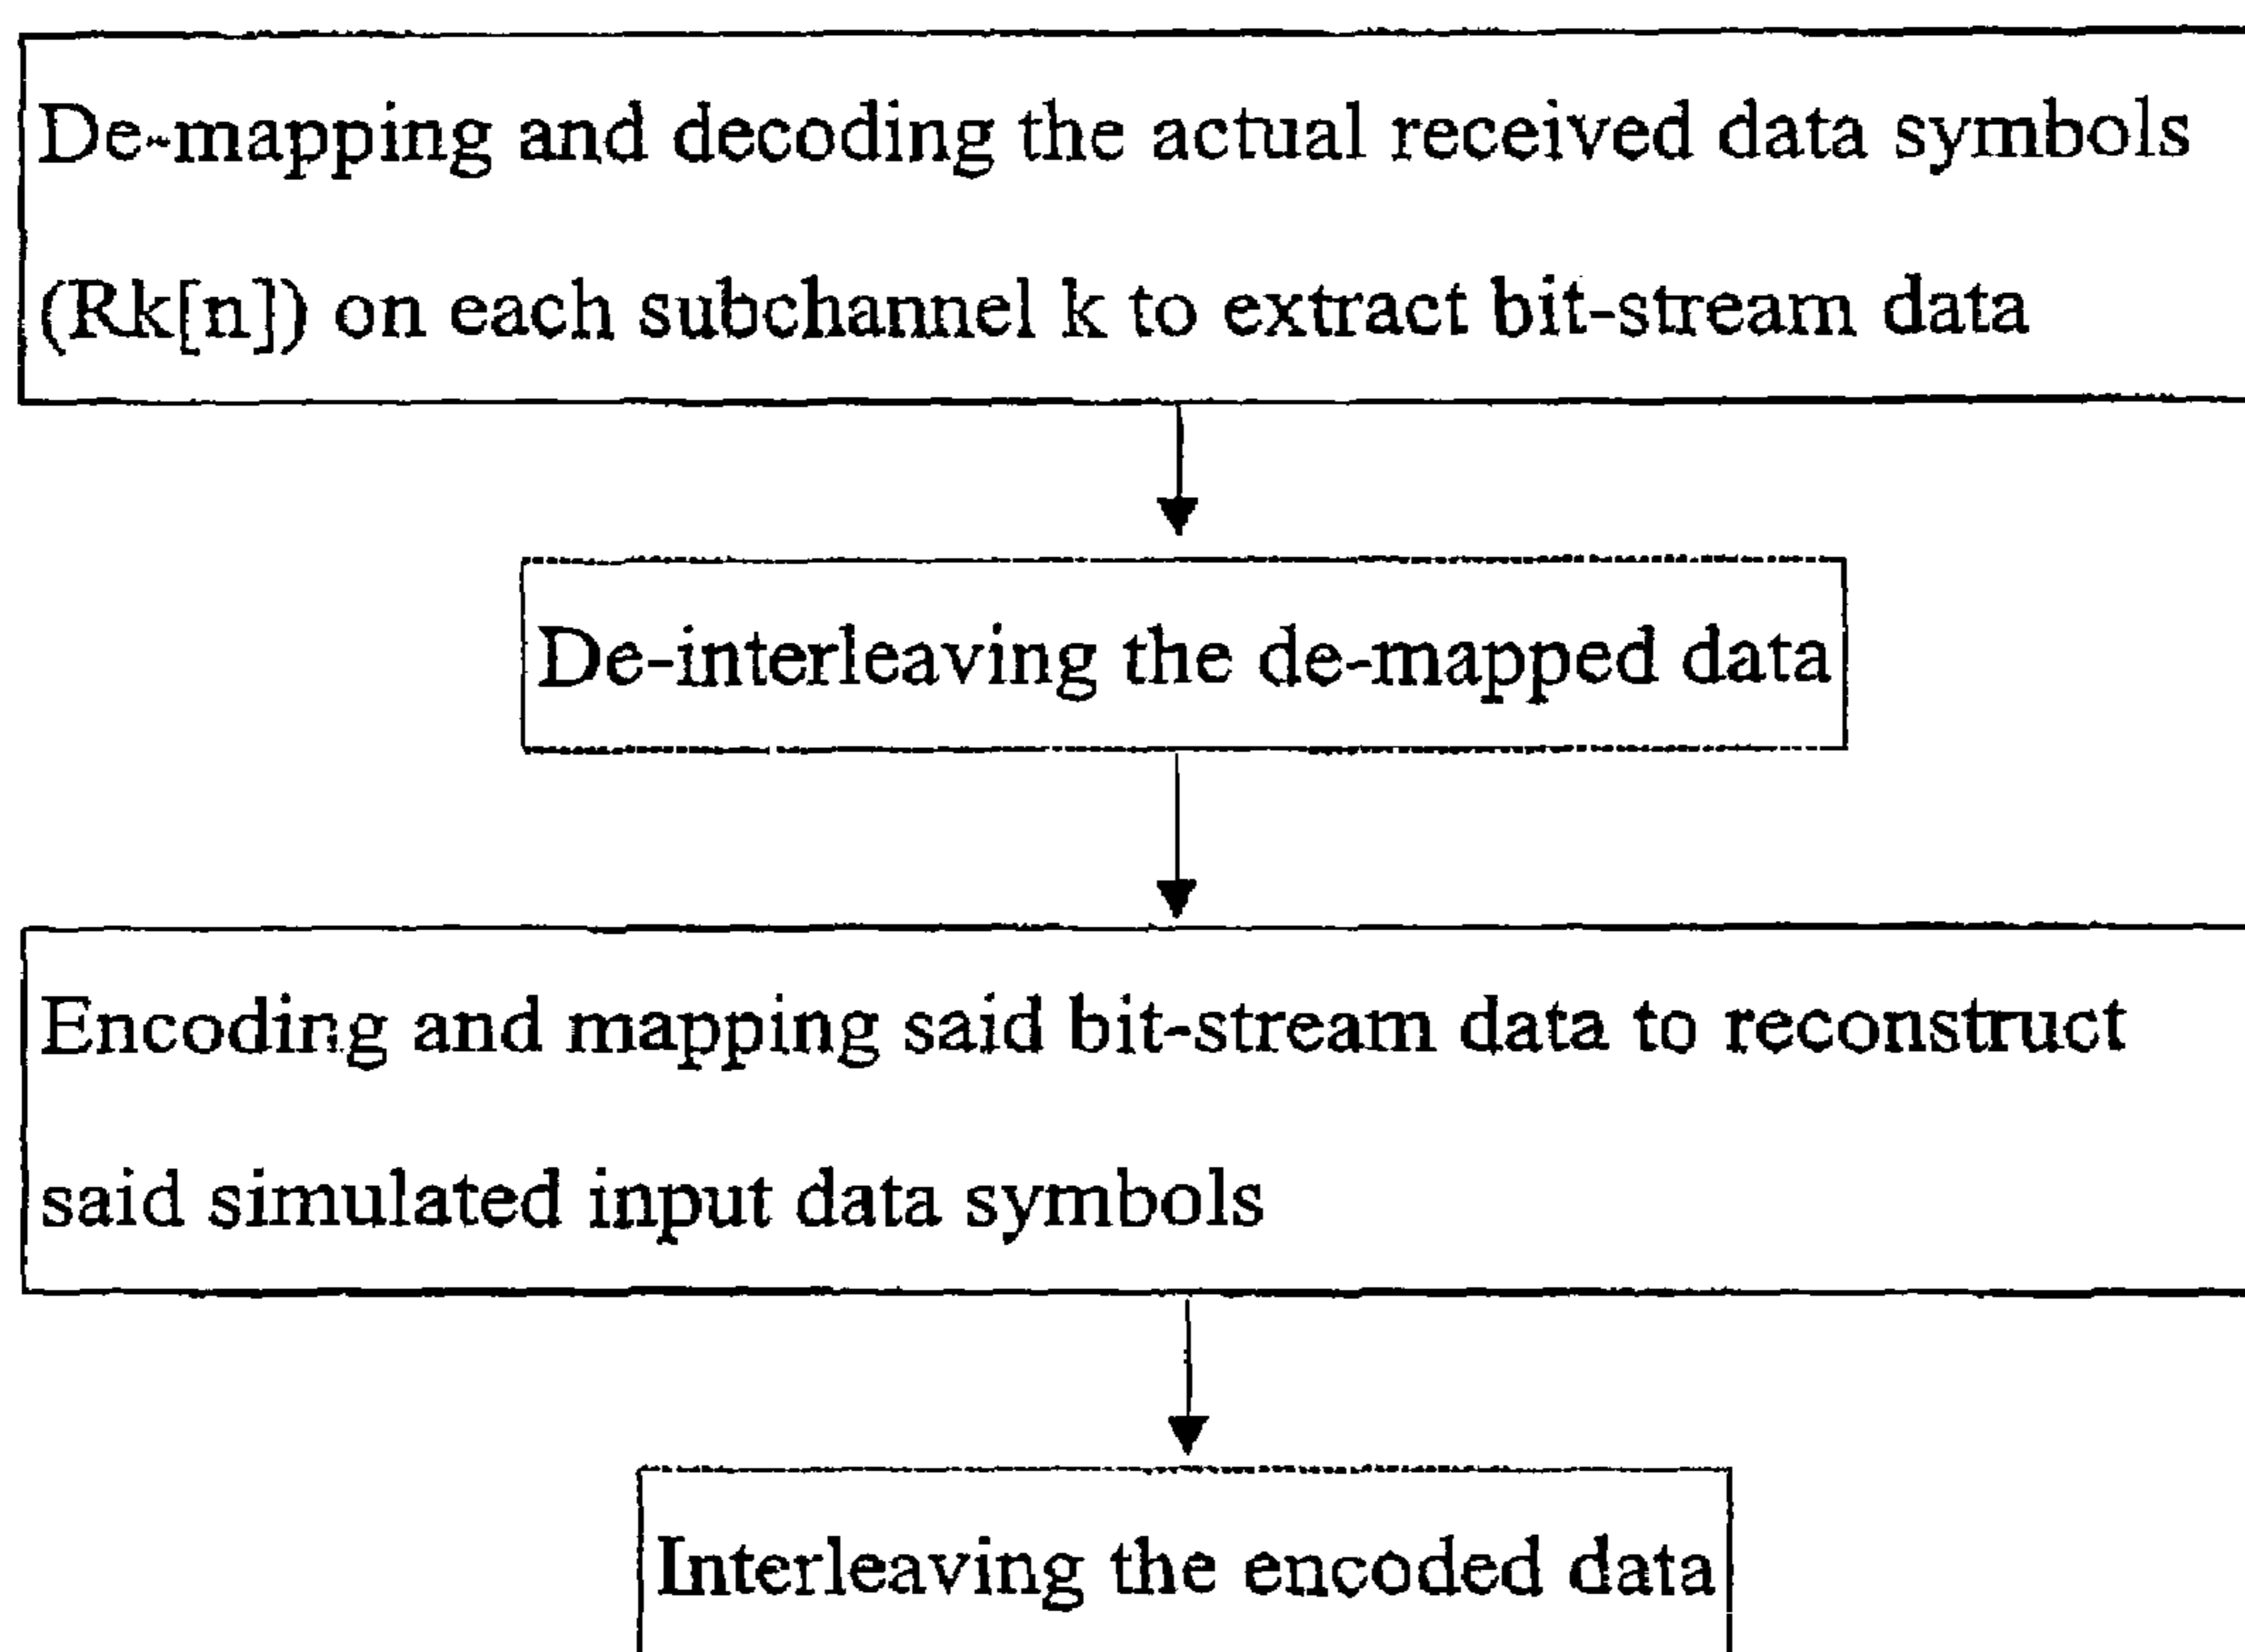 De-mapping and decoding the actual received data symbols
(Rk[n]) on each subchannel k to extract bit-stream data
De-interleaving the de-mapped data
Encoding and mapping said bit-stream data to reconstruct
said simulated input data symbols
Interleaving the encoded data